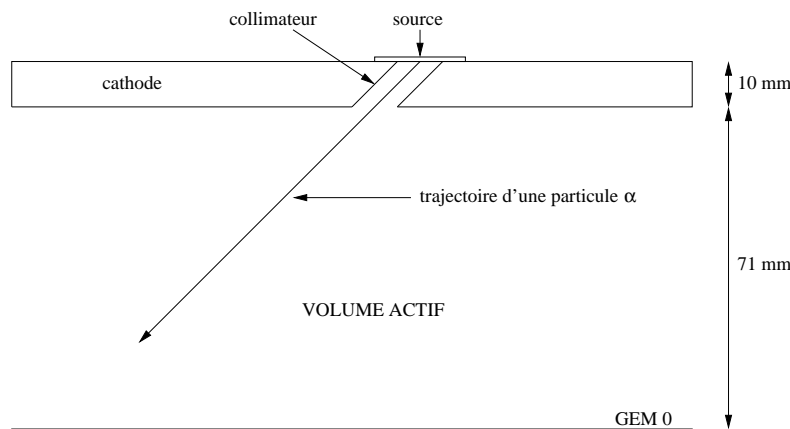 collimateur
source
cathode
10 mm
trajectoire d'une particule α
71 mm
VOLUME ACTIF
GEM 0